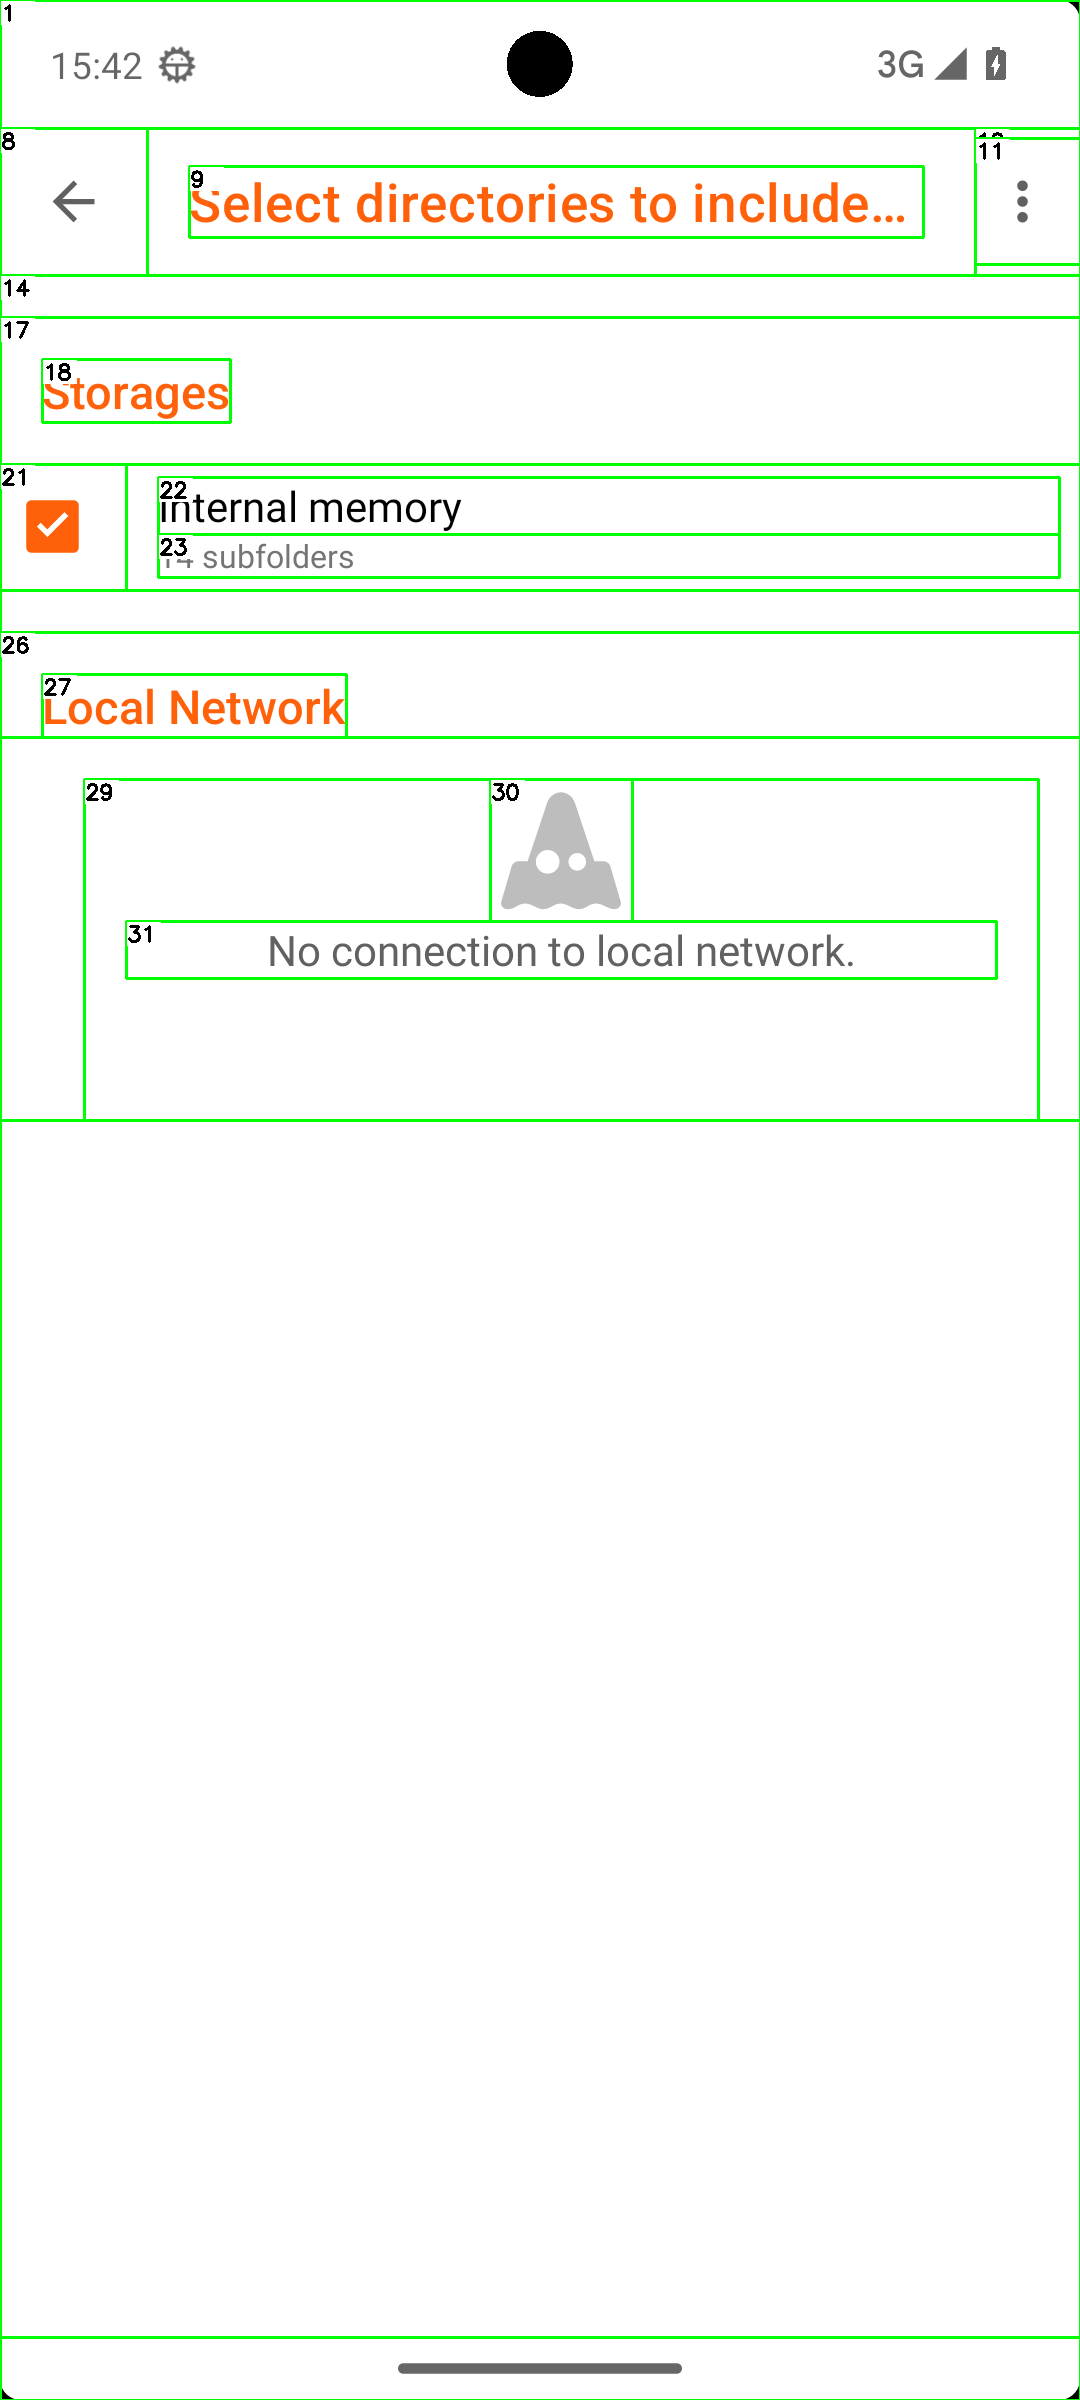 1
15:42
3G
8
9
Select directories to include...
11
14
17
18
Storages
21
22
Internal memory
23
subfolders
26
27
Local Network
29
30
31
No connection to local network.